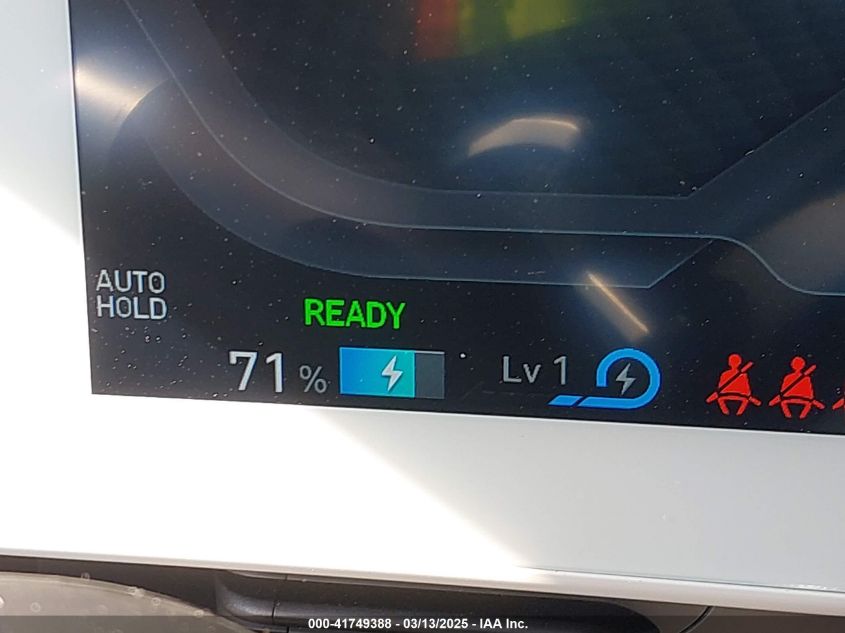 AUTO
HOLD
READY
71 %
Lv 1
000-41749388 - 03/13/2025 - IAA Inc.